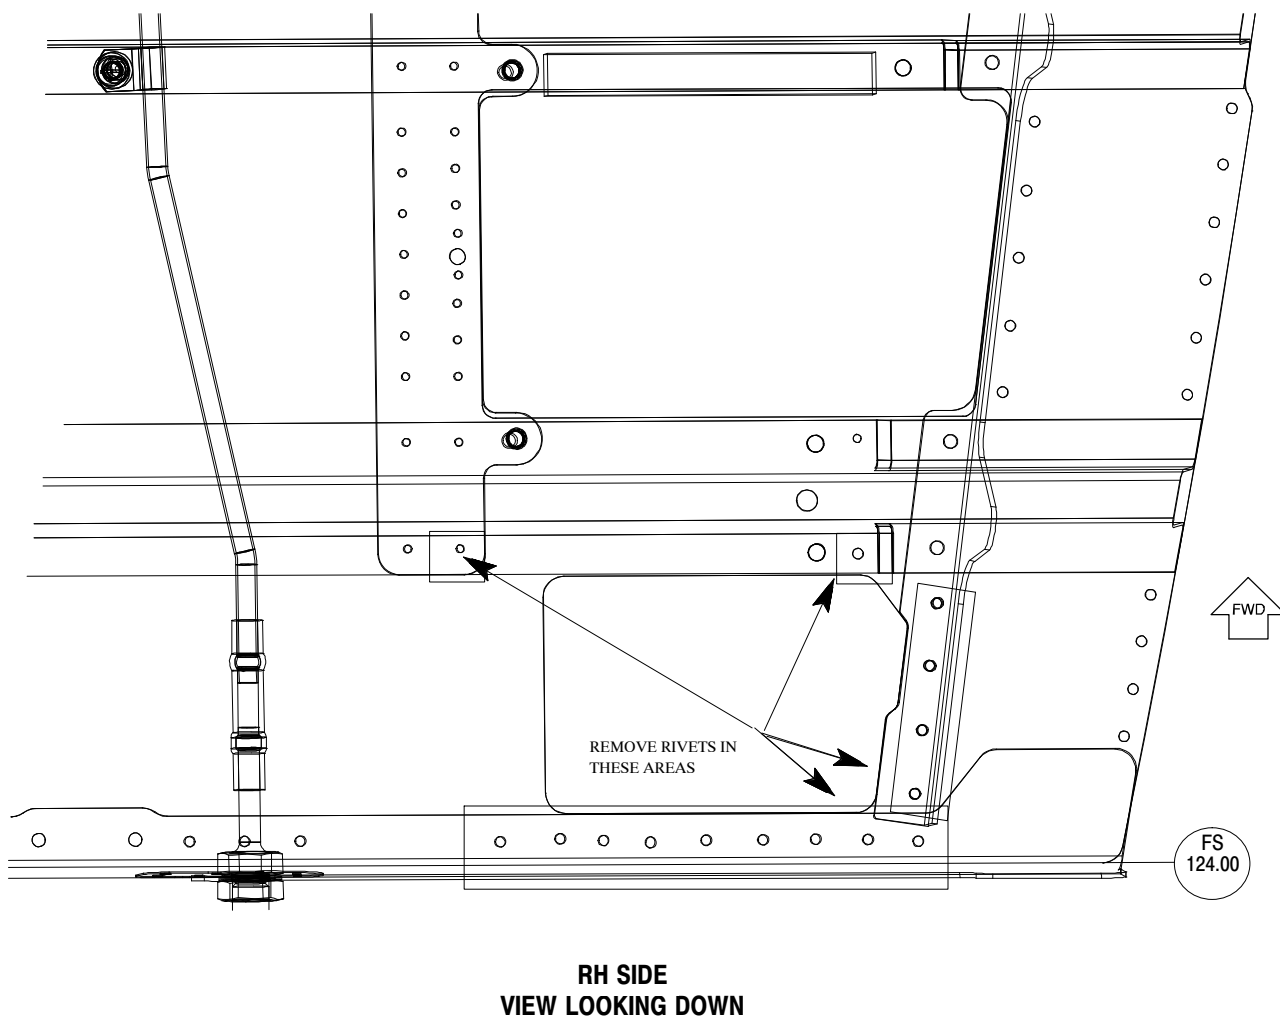 FWD
REMOVE RIVETS IN
THESE AREAS
FS
124.00
RH SIDE
VIEW LOOKING DOWN